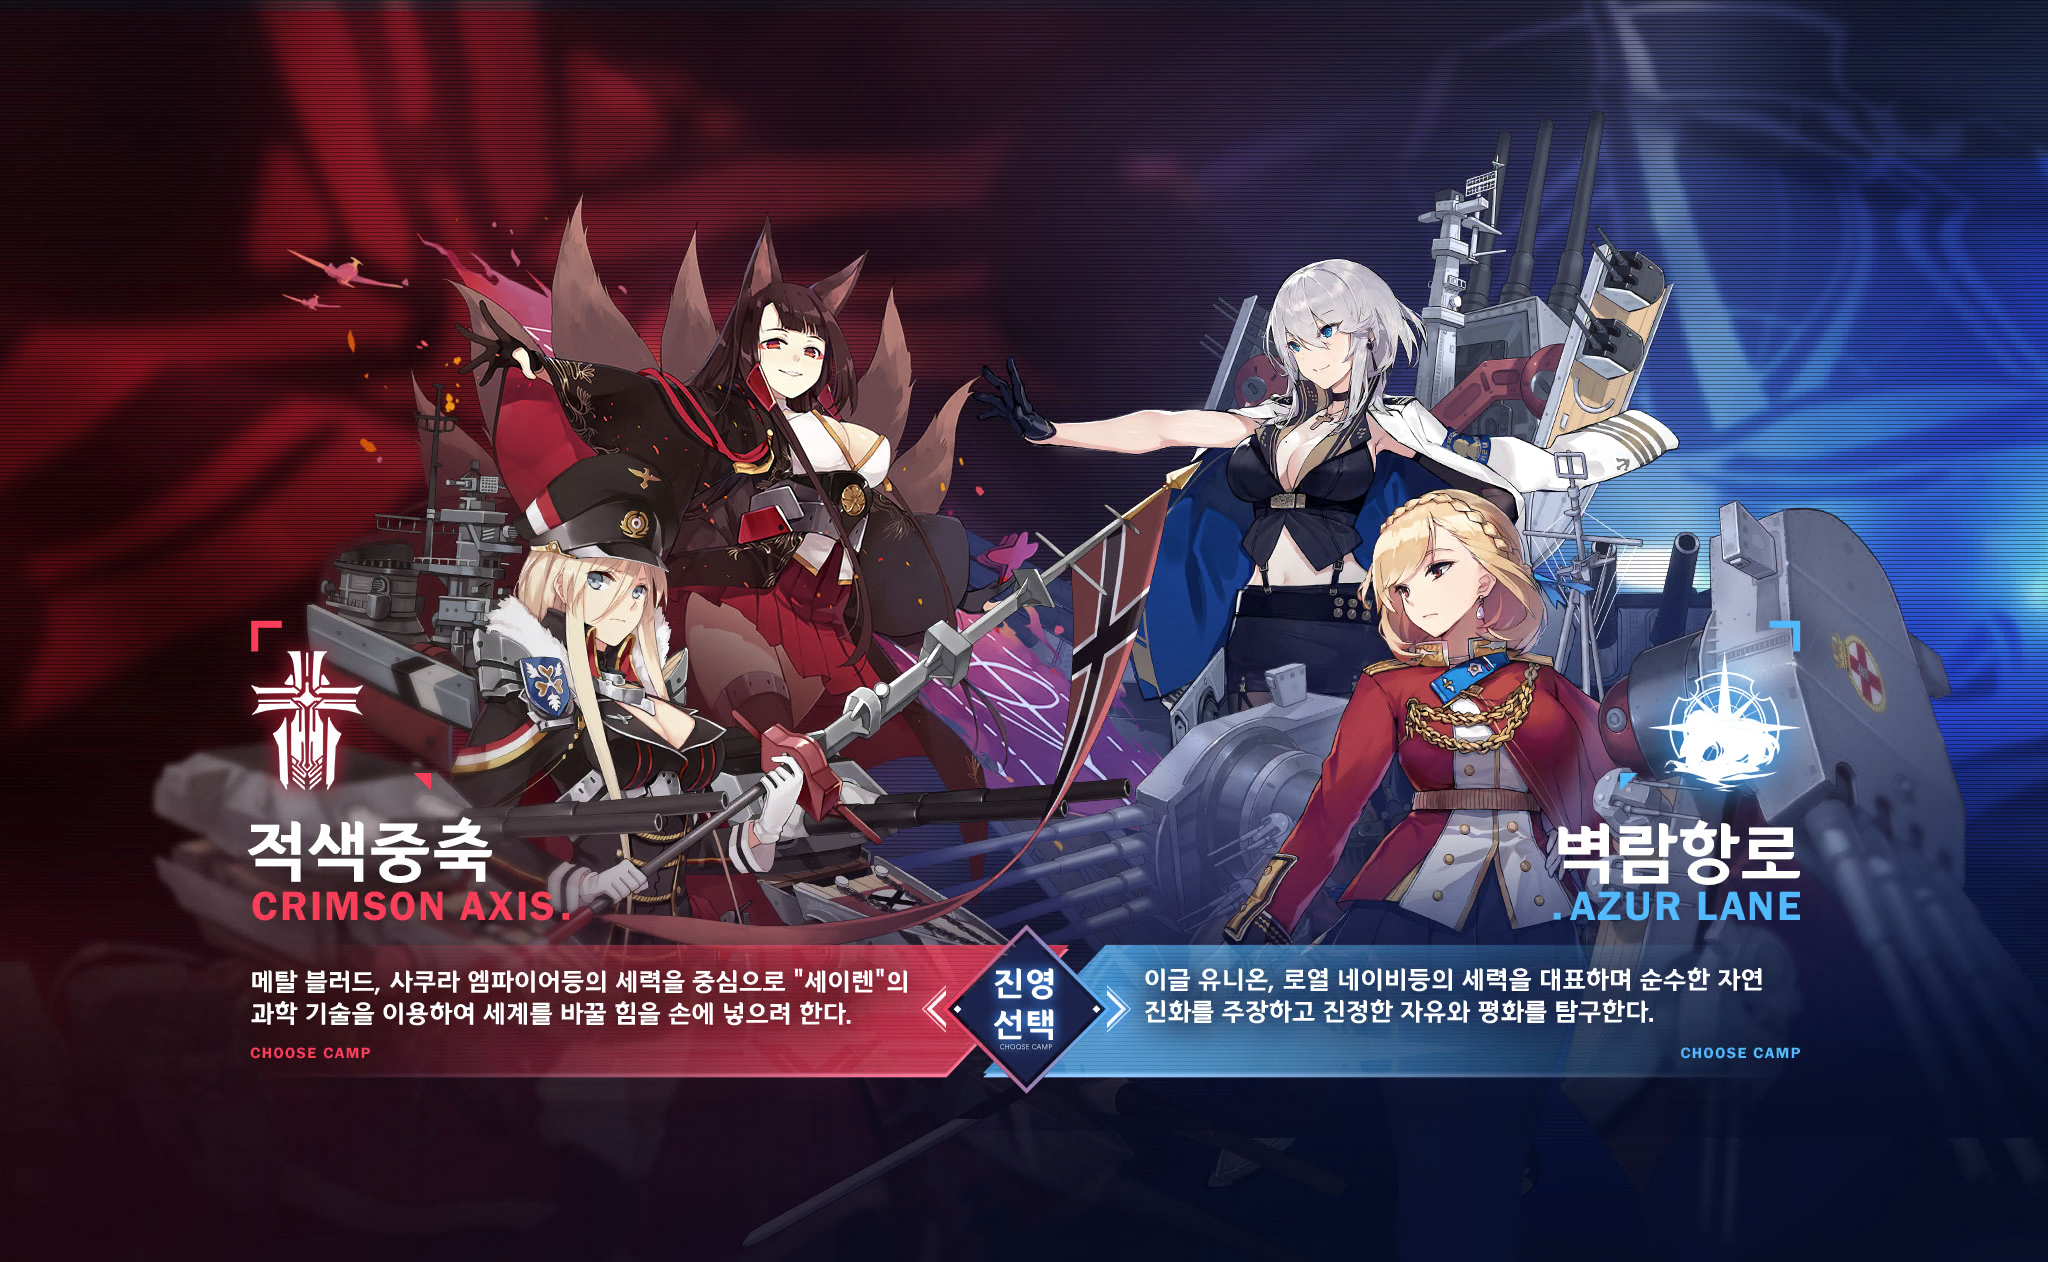 적색중축
CRIMSON AXIS.
메탈 블러드, 사쿠라 엠파이어등의 세력을 중심으로 "세이렌"의
과학 기술을 이용하여 세계를 바꿀 힘을 손에 넣으려 한다.
CHOOSE CAMP
진영
선택
CHOOSE CAMP
벽람항로
.AZUR LANE
이글 유니온, 로열 네이비등의 세력을 대표하며 순수한 자연
진화를 주장하고 진정한 자유와 평화를 탐구한다.
CHOOSE CAMP